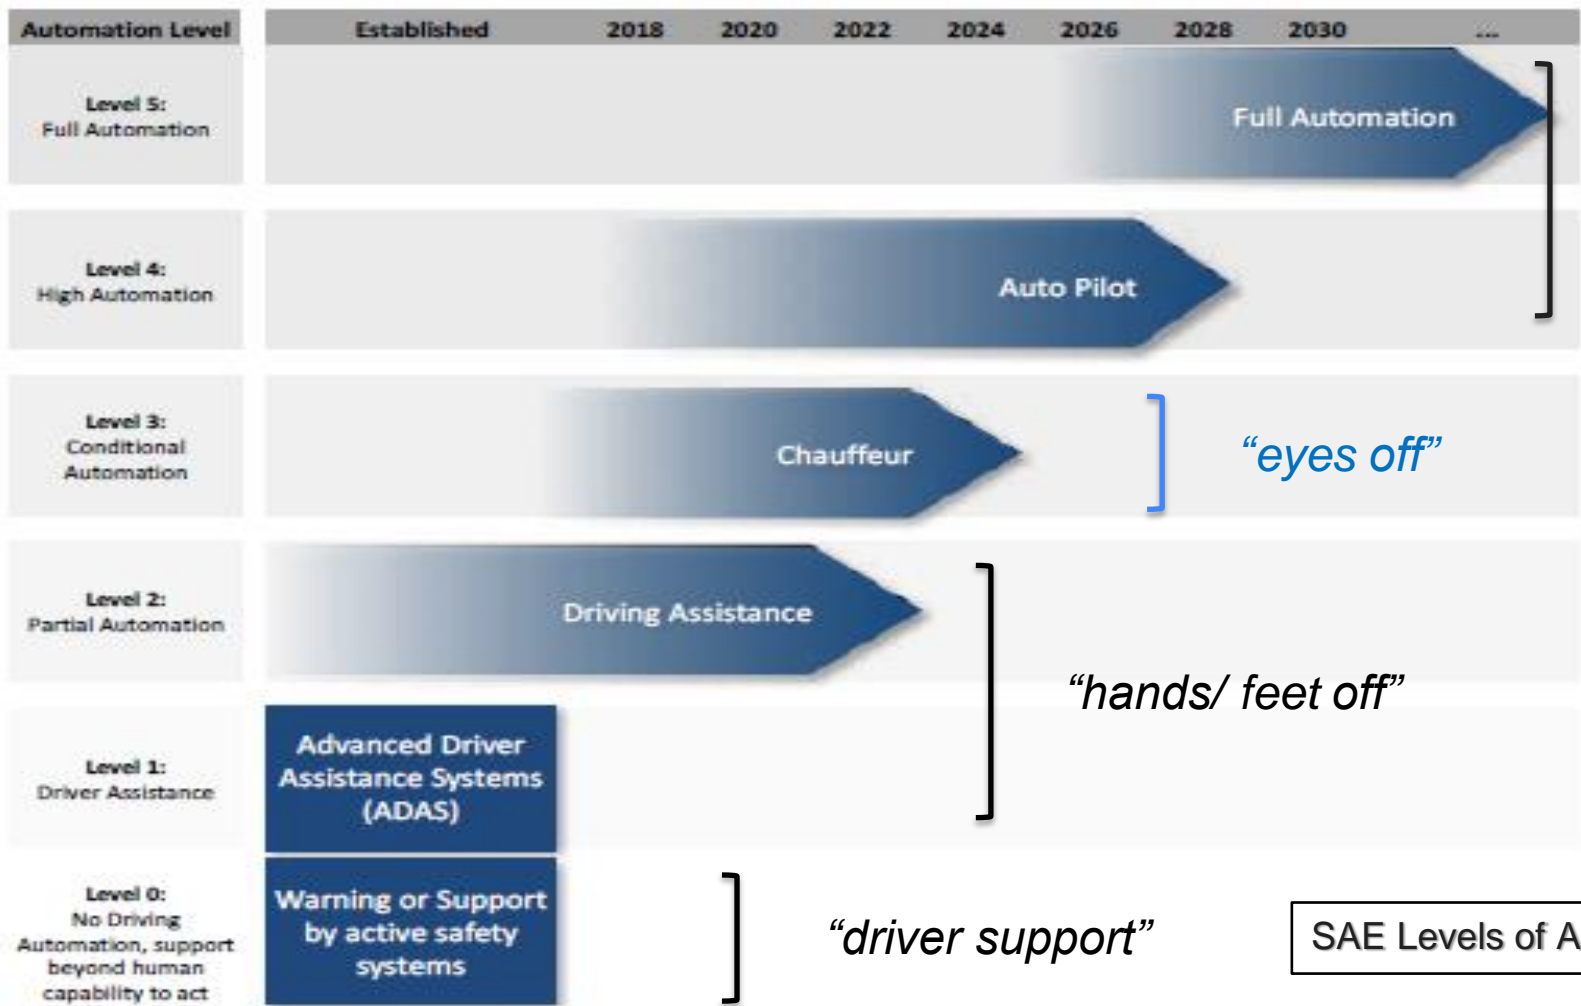 Automation Level Established 2018 2020 2022 2024 2026 2028 2030 ...
Level 5:
Full Automation
Full Automation
Level 4:
High Automation
Auto Pilot
Level 3:
Conditional
Automation
Chauffeur
“eyes off”
Level 2:
Partial Automation
Driving Assistance
“hands/ feet off”
Level 1:
Driver Assistance
Advanced Driver
Assistance Systems
(ADAS)
Level 0:
No Driving
Automation, support
beyond human
capability to act
Warning or Support
by active safety
systems
“driver support”
SAE Levels of A